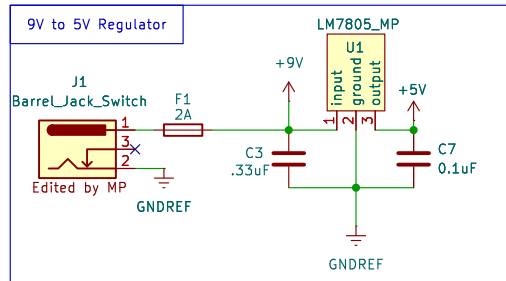 9V to 5V Regulator
LM7805_MP
U1
input
ground
output
1
2
3
+9V
+5V
J1
Barrel_Jack_Switch
1
3
2
Edited by MP
F1
2A
C3
.33uF
C7
0.1uF
GNDREF
GNDREF